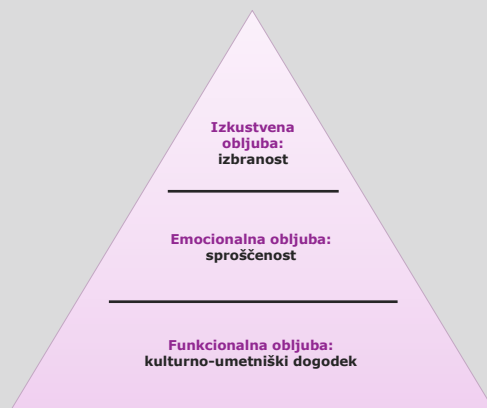 Izkustvena
obljuba:
izbranost
Emocionalna obljuba:
sproščenost
Funkcionalna obljuba:
kulturno-umetniški dogodek